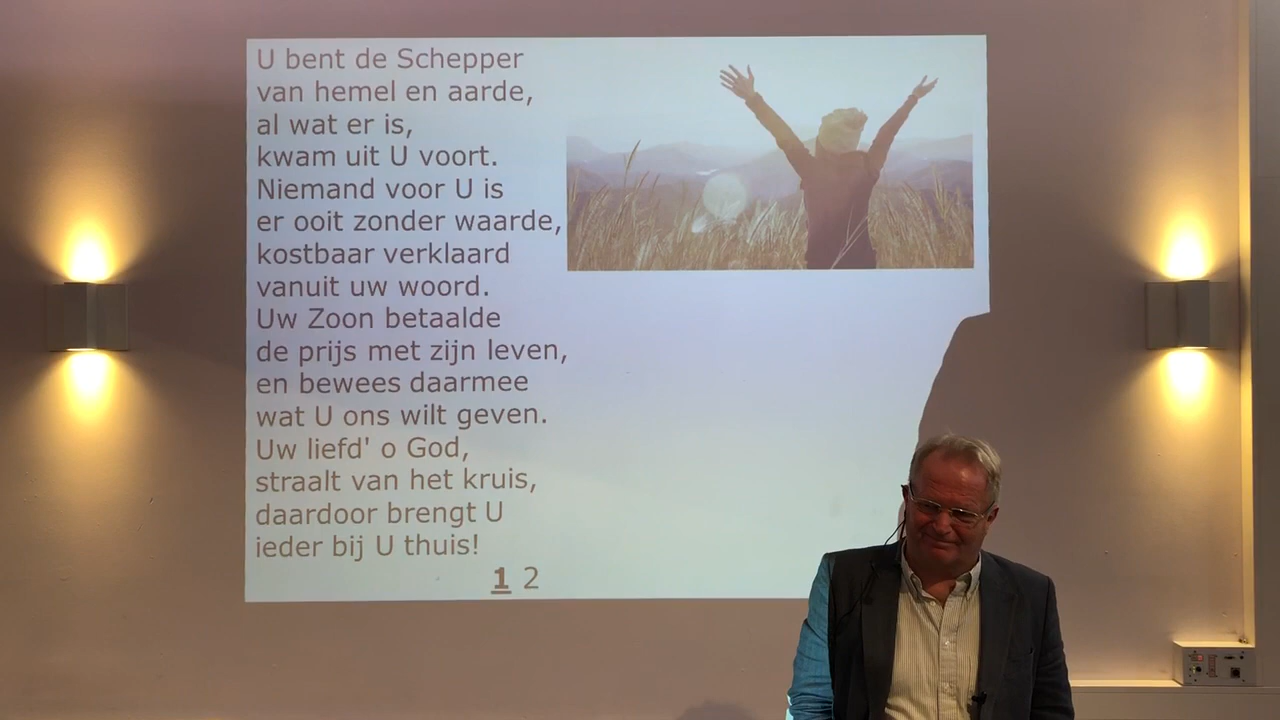 U bent de Schepper
van hemel en aarde,
al wat er is,
kwam uit U voort.
Niemand voor U is
er ooit zonder waarde,
kostbaar verklaard
vanuit uw woord.
Uw Zoon betaalde
de prijs met zijn leven,
en bewees daarmee
wat U ons wilt geven.
Uw liefd' o God,
straalt van het kruis,
daardoor brengt U
ieder bij U thuis!
1 2